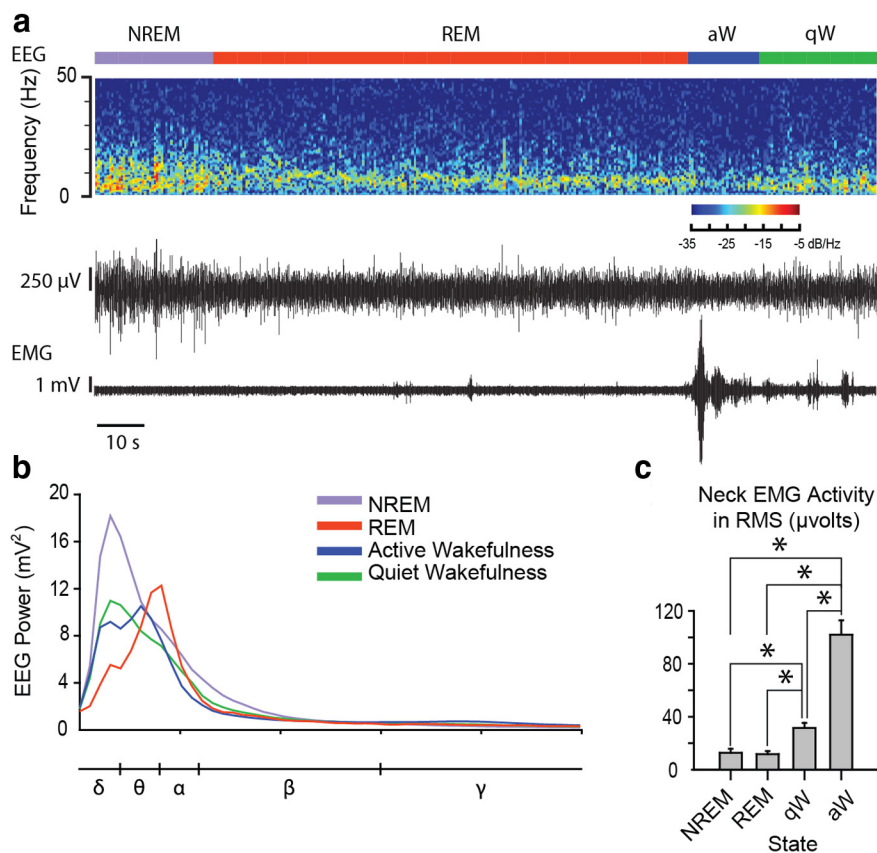 a
NREM REM aW qW
EEG
50
Frequency (Hz)
0
-35 -25 -15 -5 dB/Hz
250 µV
EMG
1 mV
10 s
b
20
16
12
8
4
0
EEG Power (mV²)
NREM
REM
Active Wakefulness
Quiet Wakefulness
δ θ α β γ
c
Neck EMG Activity
in RMS (µvolts)
* * *
* *
120
80
40
0
NREM REM qW aW
State